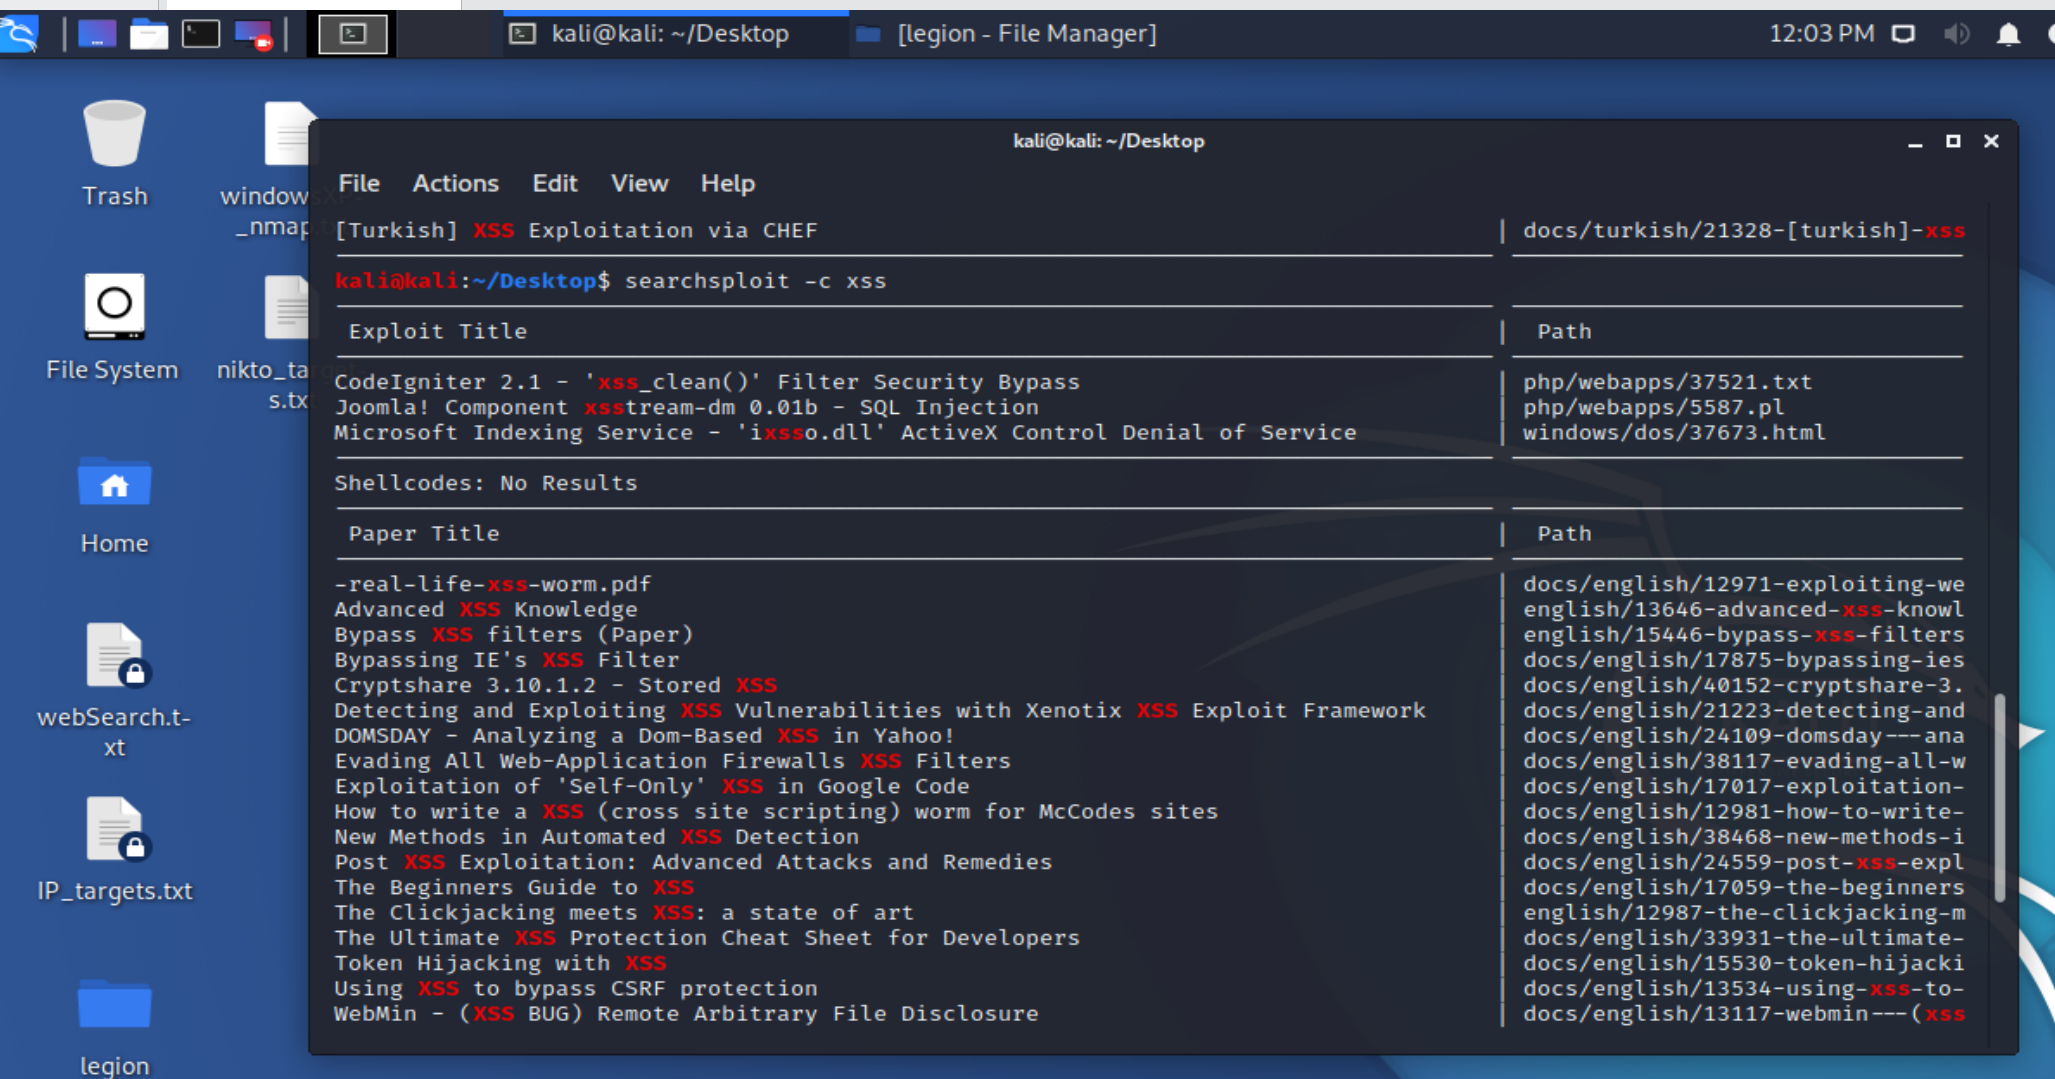 kali@kali: ~/Desktop
[legion - File Manager]
12:03 PM
Trash
_nmap
File System
nikto_ta
s.tx
Home
webSearch.t-
xt
IP_targets.txt
legion
kali@kali: ~/Desktop
File Actions Edit View Help
[Turkish] XSS Exploitation via CHEF | docs/turkish/21328-[turkish]-xss
kali@kali:~/Desktop$ searchsploit -c xss
Exploit Title | Path
CodeIgniter 2.1 - 'xss_clean()' Filter Security Bypass | php/webapps/37521.txt
Joomla! Component xsstream-dm 0.01b - SQL Injection | php/webapps/5587.pl
Microsoft Indexing Service - 'ixsso.dll' ActiveX Control Denial of Service | windows/dos/37673.html
Shellcodes: No Results
Paper Title | Path
-real-life-xss-worm.pdf | docs/english/12971-exploiting-we
Advanced XSS Knowledge | english/13646-advanced-xss-knowl
Bypass XSS filters (Paper) | english/15446-bypass-xss-filters
Bypassing IE's XSS Filter | docs/english/17875-bypassing-ies
Cryptshare 3.10.1.2 - Stored XSS | docs/english/40152-cryptshare-3.
Detecting and Exploiting XSS Vulnerabilities with Xenotix XSS Exploit Framework | docs/english/21223-detecting-and
DOMSDAY - Analyzing a Dom-Based XSS in Yahoo! | docs/english/24109-domsday---ana
Evading All Web-Application Firewalls XSS Filters | docs/english/38117-evading-all-w
Exploitation of 'Self-Only' XSS in Google Code | docs/english/17017-exploitation-
How to write a XSS (cross site scripting) worm for McCodes sites | docs/english/12981-how-to-write-
New Methods in Automated XSS Detection | docs/english/38468-new-methods-i
Post XSS Exploitation: Advanced Attacks and Remedies | docs/english/24559-post-xss-expl
The Beginners Guide to XSS | docs/english/17059-the-beginners
The Clickjacking meets XSS: a state of art | english/12987-the-clickjacking-m
The Ultimate XSS Protection Cheat Sheet for Developers | docs/english/33931-the-ultimate-
Token Hijacking with XSS | docs/english/15530-token-hijacki
Using XSS to bypass CSRF protection | docs/english/13534-using-xss-to-
WebMin - (XSS BUG) Remote Arbitrary File Disclosure | docs/english/13117-webmin---(xss